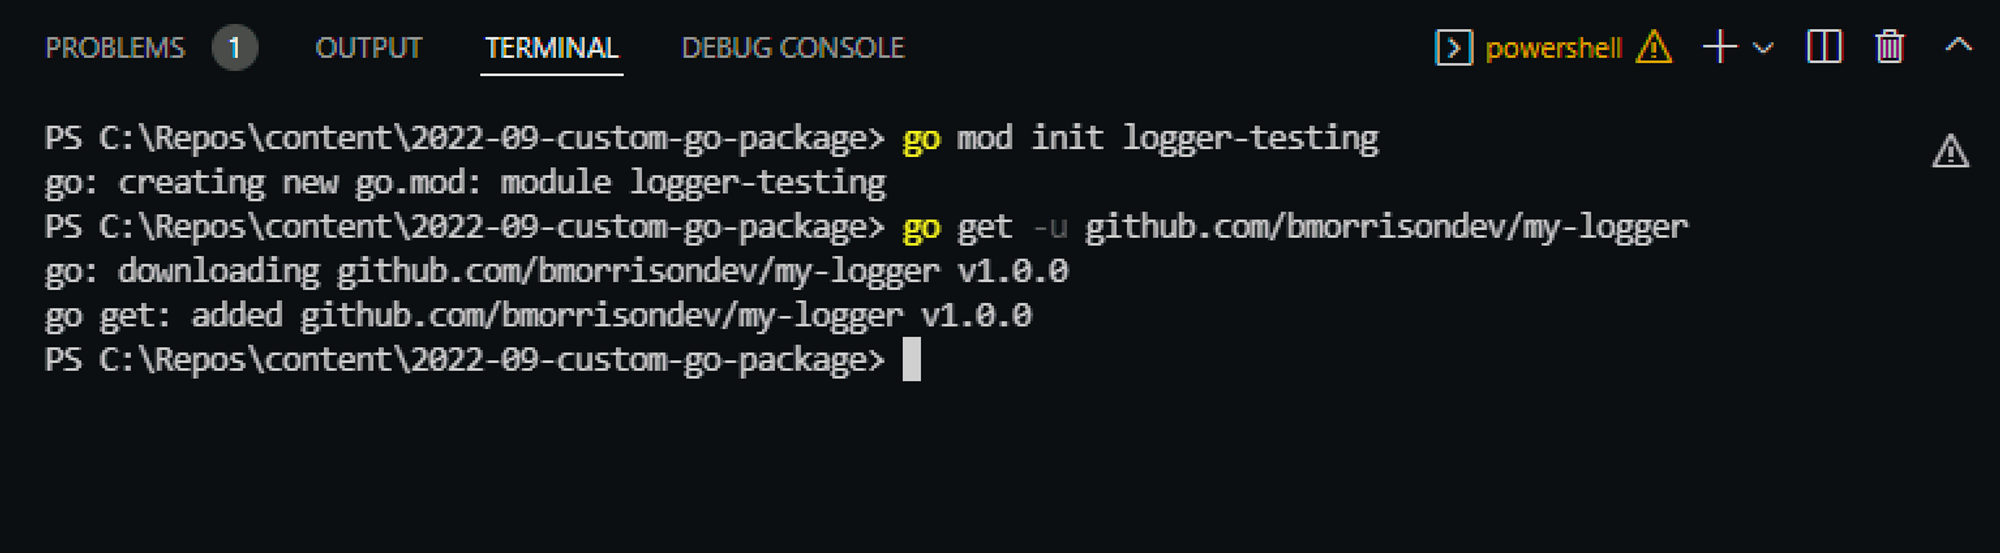 PROBLEMS 1 OUTPUT TERMINAL DEBUG CONSOLE powershell
PS C:\Repos\content\2022-09-custom-go-package> go mod init logger-testing
go: creating new go.mod: module logger-testing
PS C:\Repos\content\2022-09-custom-go-package> go get -u github.com/bmorrisondev/my-logger
go: downloading github.com/bmorrisondev/my-logger v1.0.0
go get: added github.com/bmorrisondev/my-logger v1.0.0
PS C:\Repos\content\2022-09-custom-go-package>